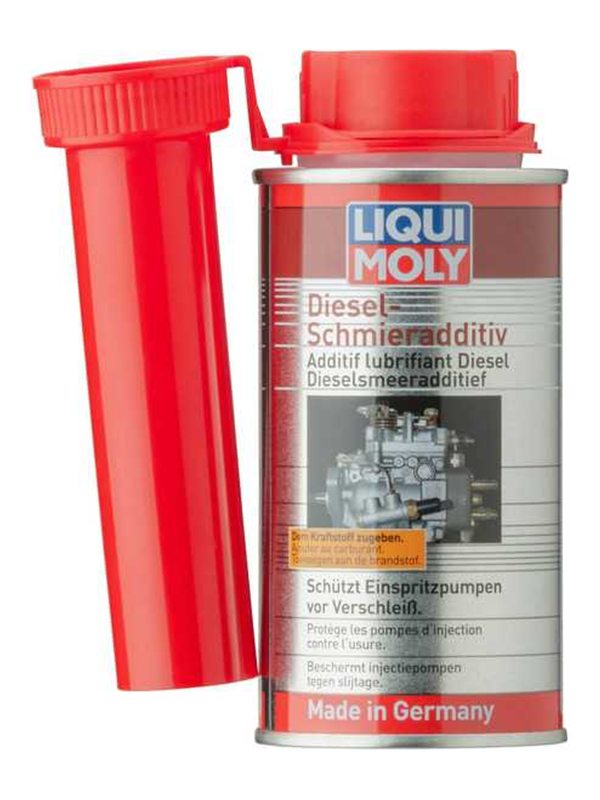 LIQUI
MOLY
Diesel-
Schmieradditiv
Additif lubrifiant Diesel
Dieselsmeeradditief
Dem Kraftstoff zugeben.
Ajouter au carburant.
Toevoegen aan de brandstof.
Schützt Einspritzpumpen
vor Verschleiß.
Protège les pompes d'injection
contre l'usure.
Beschermt injectiepompen
tegen slijtage.
Made in Germany